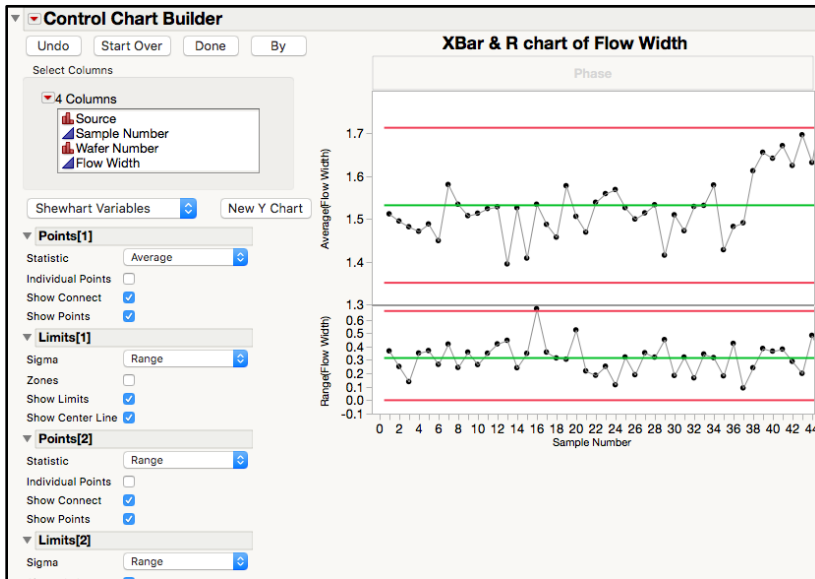 Control Chart Builder
Undo Start Over Done By
Select Columns
4 Columns
Source
Sample Number
Wafer Number
Flow Width
Shewhart Variables New Y Chart
Points[1]
Statistic Average
Individual Points
Show Connect
Show Points
Limits[1]
Sigma Range
Zones
Show Limits
Show Center Line
Points[2]
Statistic Range
Individual Points
Show Connect
Show Points
Limits[2]
Sigma Range
XBar & R chart of Flow Width
Phase
Average(Flow Width)
1.7
1.6
1.5
1.4
1.3
Range(Flow Width)
0.6
0.5
0.4
0.3
0.2
0.1
0.0
-0.1
0 2 4 6 8 10 12 14 16 18 20 22 24 26 28 30 32 34 36 38 40 42 44
Sample Number